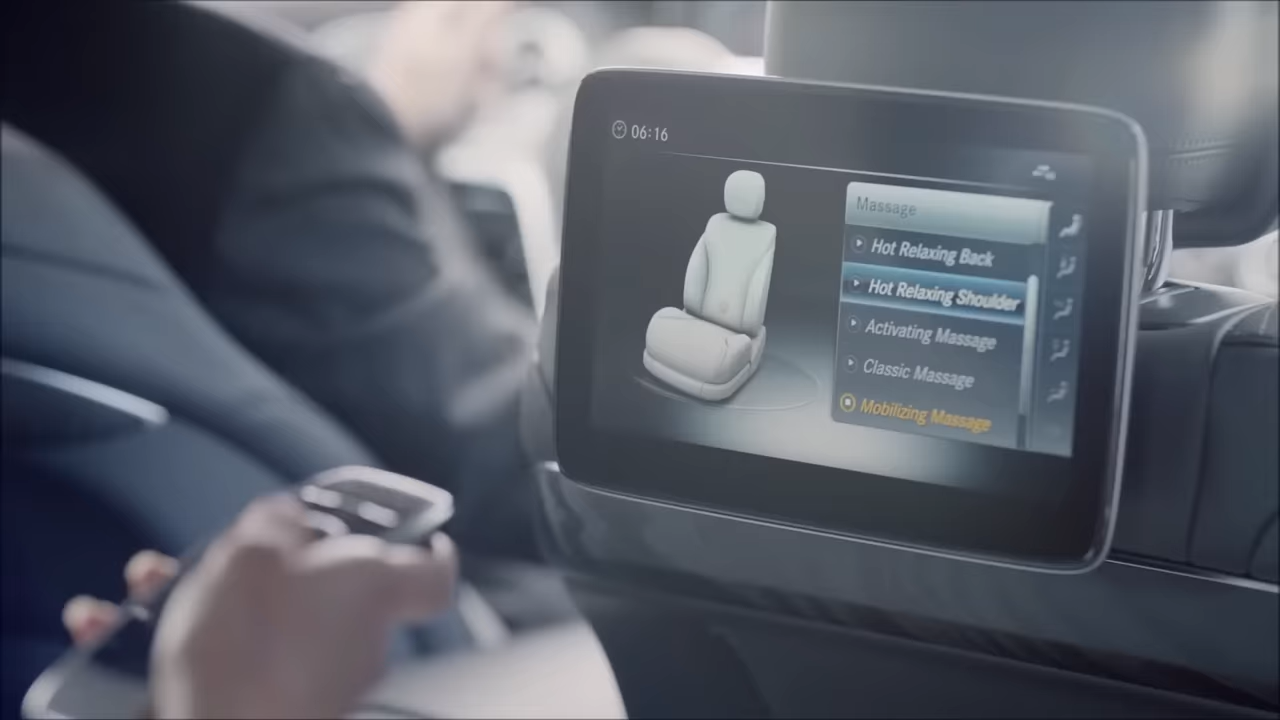 06:16
Massage
Hot Relaxing Back
Hot Relaxing Shoulder
Activating Massage
Classic Massage
Mobilizing Massage